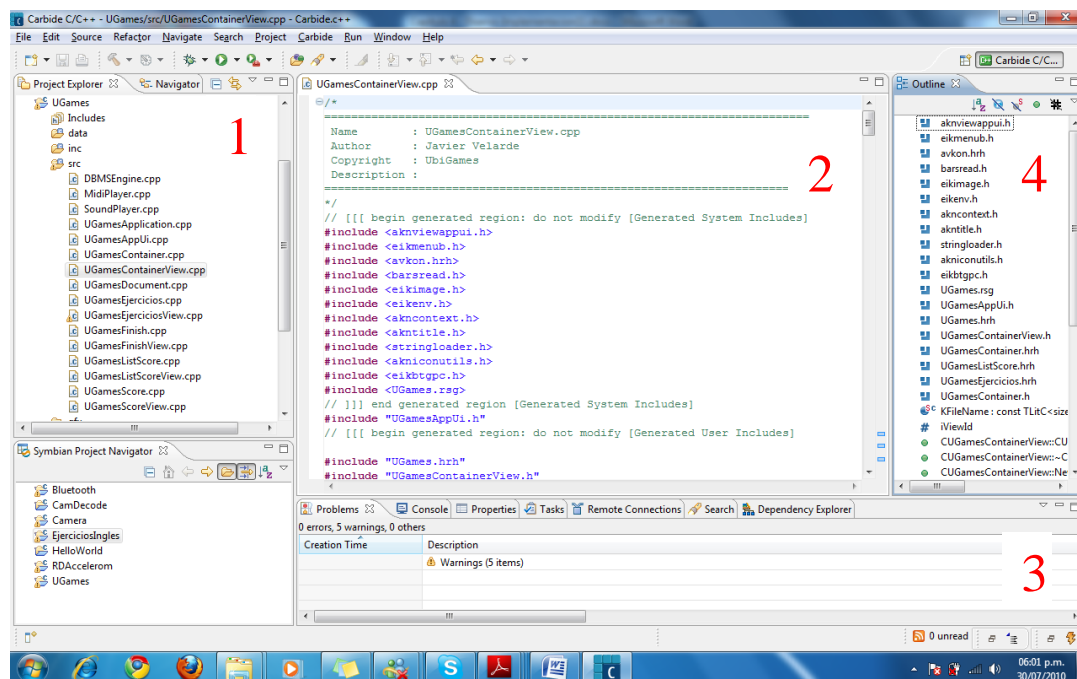 Carbide C/C++ - UGames/src/UGamesContainerView.cpp - Carbide.c++
File Edit Source Refactor Navigate Search Project Carbide Run Window Help
Carbide C/C...
Project Explorer Navigator
UGames
Includes
data
inc
src
DBMSEngine.cpp
MidiPlayer.cpp
SoundPlayer.cpp
UGamesApplication.cpp
UGamesAppUi.cpp
UGamesContainer.cpp
UGamesContainerView.cpp
UGamesDocument.cpp
UGamesEjercicios.cpp
UGamesEjerciciosView.cpp
UGamesFinish.cpp
UGamesFinishView.cpp
UGamesListScore.cpp
UGamesListScoreView.cpp
UGamesScore.cpp
UGamesScoreView.cpp
1
Symbian Project Navigator
Bluetooth
CamDecode
Camera
EjerciciosIngles
HelloWorld
RDAccelerom
UGames
UGamesContainerView.cpp
/*
============================================================================
Name : UGamesContainerView.cpp
Author : Javier Velarde
Copyright : UbiGames
Description :
============================================================================
*/
// [[[ begin generated region: do not modify [Generated System Includes]
#include <aknviewappui.h>
#include <eikmenub.h>
#include <avkon.hrh>
#include <barsread.h>
#include <eikimage.h>
#include <eikenv.h>
#include <akncontext.h>
#include <akntitle.h>
#include <stringloader.h>
#include <akniconutils.h>
#include <eikbtgpc.h>
#include <UGames.rsg>
// ]]] end generated region [Generated System Includes]
#include "UGamesAppUi.h"
// [[[ begin generated region: do not modify [Generated User Includes]
#include "UGames.hrh"
#include "UGamesContainerView.h"
2
Outline
aknviewappui.h
eikmenub.h
avkon.hrh
barsread.h
eikimage.h
eikenv.h
akncontext.h
akntitle.h
stringloader.h
akniconutils.h
eikbtgpc.h
UGames.rsg
UGamesAppUi.h
UGames.hrh
UGamesContainerView.h
UGamesContainer.hrh
UGamesListScore.hrh
UGamesEjercicios.hrh
UGamesContainer.h
KFileName : const TLitC<size
iViewId
CUGamesContainerView::CU
CUGamesContainerView::~C
CUGamesContainerView::Ne
4
Problems Console Properties Tasks Remote Connections Search Dependency Explorer
0 errors, 5 warnings, 0 others
Creation Time Description
Warnings (5 items)
3
0 unread
06:01 p.m.
30/07/2010